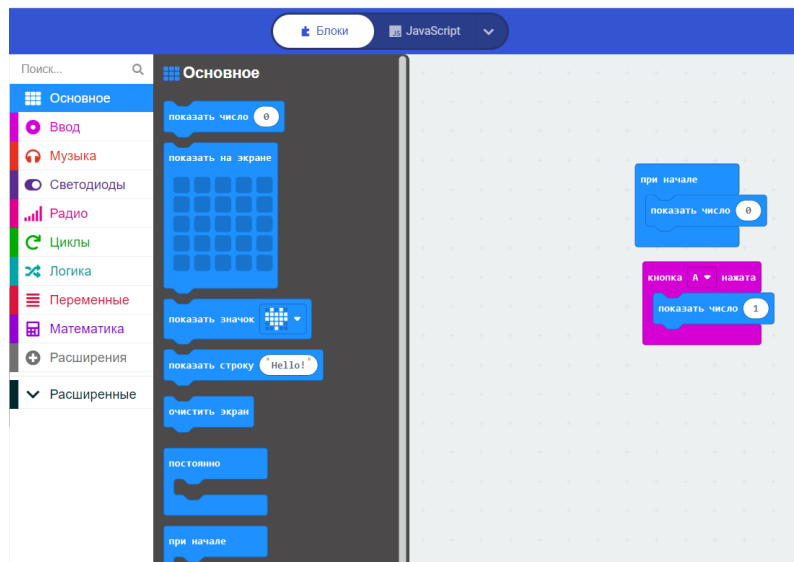 Блоки
JS JavaScript
Поиск...
Основное
Ввод
Музыка
Светодиоды
Радио
Циклы
Логика
Переменные
Математика
Расширения
Расширенные
Основное
показать число 0
показать на экране
показать значок
показать строку "Hello!"
очистить экран
постоянно
при начале
при начале
показать число 0
кнопка A нажата
показать число 1